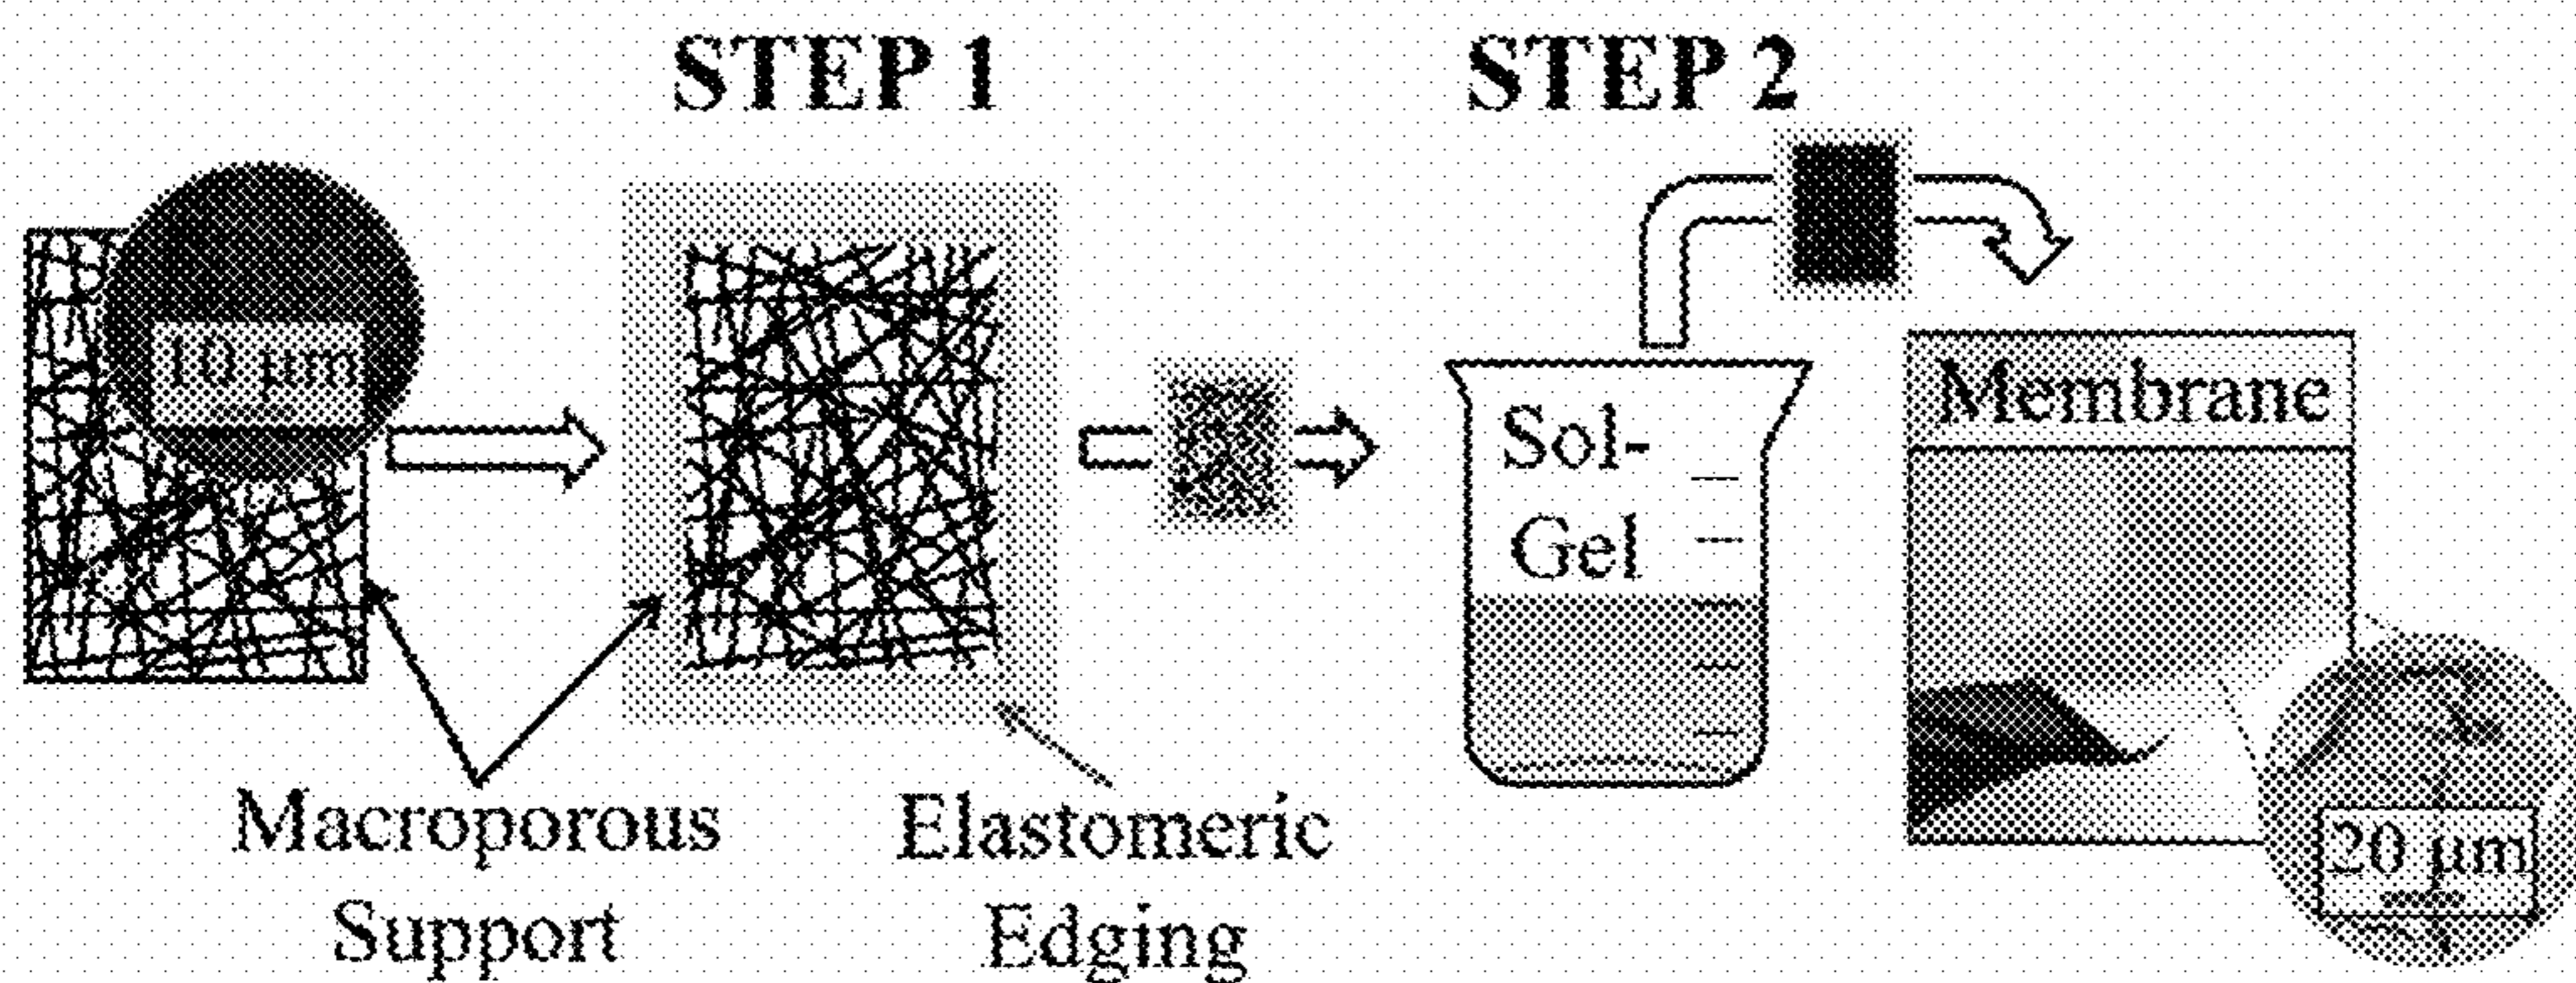 STEP 1
STEP 2
10 µm
Sol-
Gel
Membrane
20 µm
Macroporous
Support
Elastomeric
Edging